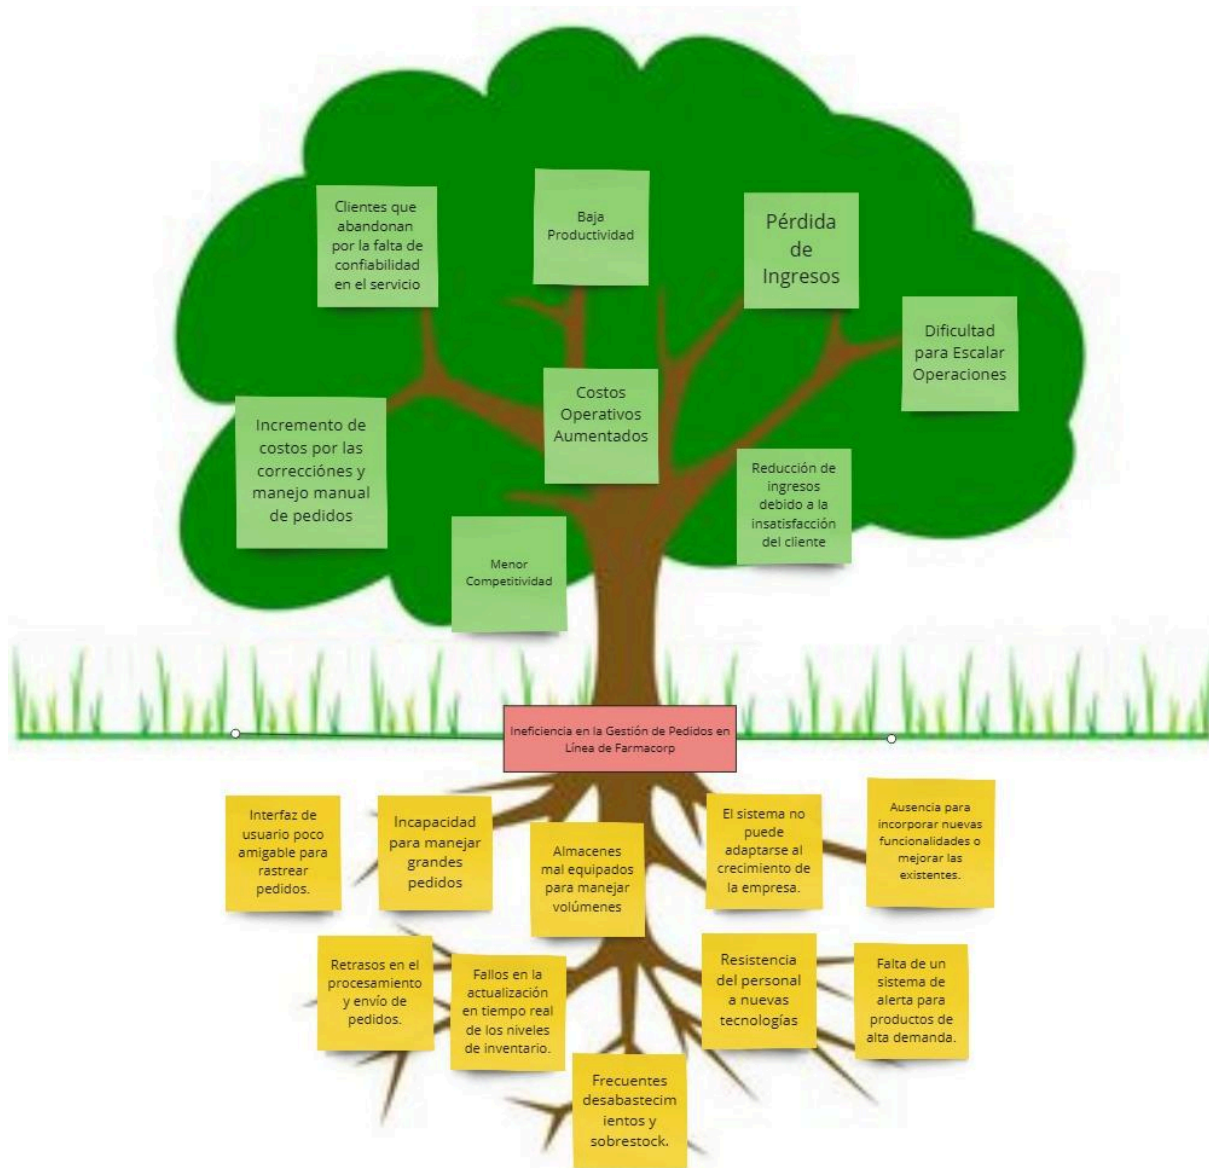 Clientes que
abandonan
por la falta de
confiabilidad
en el servicio
Baja
Productividad
Pérdida
de
Ingresos
Dificultad
para Escalar
Operaciones
Costos
Operativos
Aumentados
Incremento de
costos por las
correcciónes y
manejo manual
de pedidos
Reducción de
ingresos
debido a la
insatisfacción
del cliente
Menor
Competitividad
Ineficiencia en la Gestión de Pedidos en
Línea de Farmacorp
Interfaz de
usuario poco
amigable para
rastrear
pedidos.
Incapacidad
para manejar
grandes
pedidos
Almacenes
mal equipados
para manejar
volúmenes
El sistema no
puede
adaptarse al
crecimiento de
la empresa.
Ausencia para
incorporar nuevas
funcionalidades o
mejorar las
existentes.
Retrasos en el
procesamiento
y envío de
pedidos.
Fallos en la
actualización
en tiempo real
de los niveles
de inventario.
Resistencia
del personal
a nuevas
tecnologías
Falta de un
sistema de
alerta para
productos de
alta demanda.
Frecuentes
desabastecim
ientos y
sobrestock.